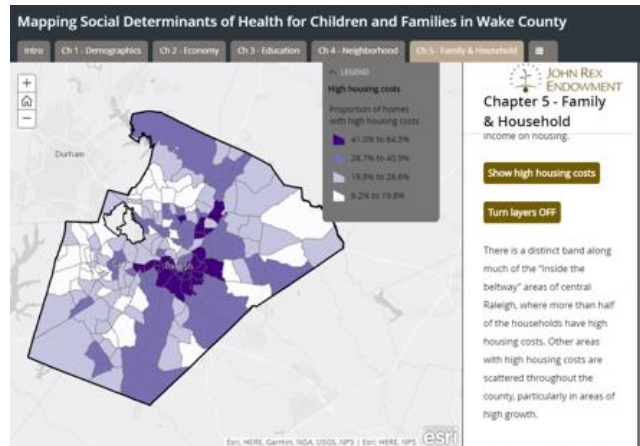 Mapping Social Determinants of Health for Children and Families in Wake County
Intro
Ch 1 - Demographics
Ch 2 - Economy
Ch 3 - Education
Ch 4 - Neighborhood
Ch 5 - Family & Household
LEGEND
High housing costs
Proportion of homes
with high housing costs
41.0% to 64.5%
28.7% to 40.9%
19.9% to 28.6%
6.2% to 19.8%
Durham
Raleigh
Esri, HERE, Garmin, NGA, USGS, NPS | Esri, HERE, NPS
esri
JOHN REX
ENDOWMENT
Chapter 5 - Family
& Household
income on housing.
Show high housing costs
Turn layers OFF
There is a distinct band along
much of the "inside the
beltway" areas of central
Raleigh, where more than half
of the households have high
housing costs. Other areas
with high housing costs are
scattered throughout the
county, particularly in areas of
high growth.